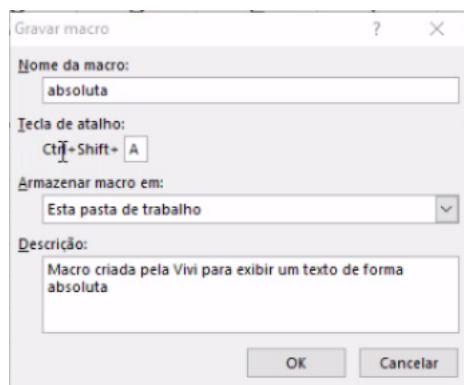 Gravar macro
?
Nome da macro:
absoluta
Tecla de atalho:
Ctrl+Shift+ A
Armazenar macro em:
Esta pasta de trabalho
Descrição:
Macro criada pela Vivi para exibir um texto de forma
absoluta
OK
Cancelar